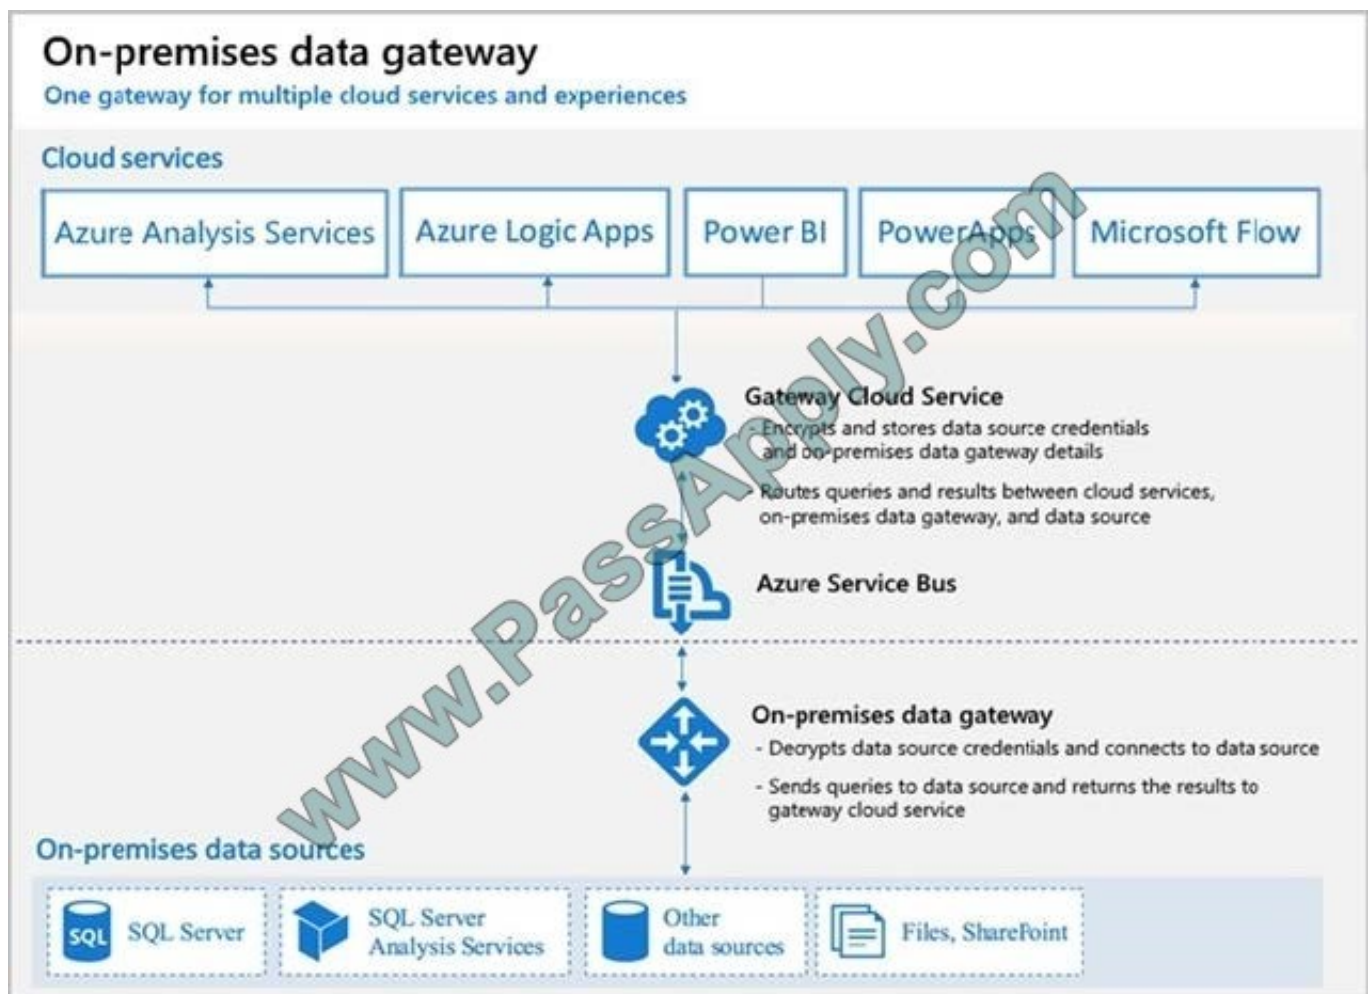 On-premises data gateway
One gateway for multiple cloud services and experiences
Cloud services
Azure Analysis Services
Azure Logic Apps
Power BI
PowerApps
Microsoft Flow
Gateway Cloud Service
- Encrypts and stores data source credentials
and on-premises data gateway details
- Routes queries and results between cloud services,
on-premises data gateway, and data source
Azure Service Bus
On-premises data gateway
- Decrypts data source credentials and connects to data source
- Sends queries to data source and returns the results to
gateway cloud service
On-premises data sources
SQL
SQL Server
SQL Server
Analysis Services
Other
data sources
Files, SharePoint
www.PassApply.com